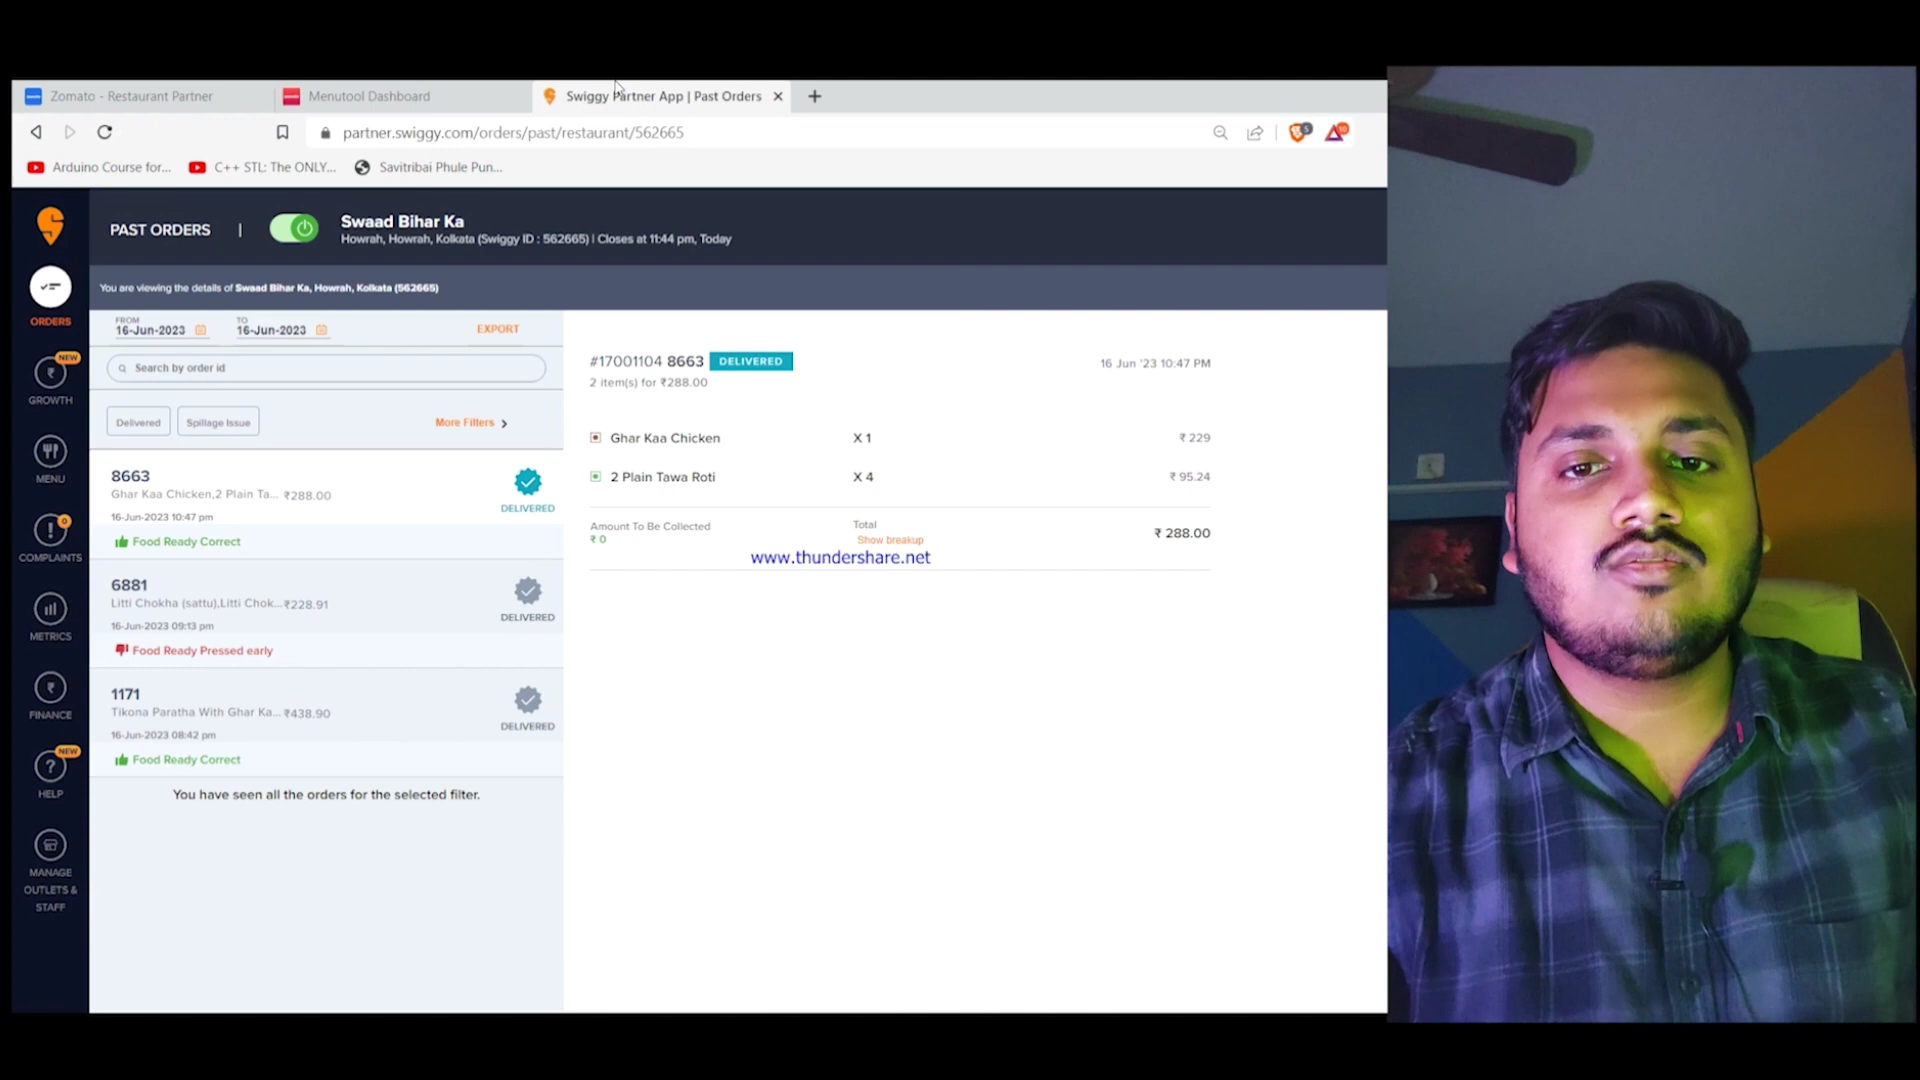 Zomato - Restaurant Partner
Menutool Dashboard
Swiggy Partner App | Past Orders
partner.swiggy.com/orders/past/restaurant/562665
Arduino Course for...
C++ STL: The ONLY...
Savitribai Phule Pun...
PAST ORDERS |
Swaad Bihar Ka
Howrah, Howrah, Kolkata (Swiggy ID : 562665) | Closes at 11:44 pm, Today
You are viewing the details of Swaad Bihar Ka, Howrah, Kolkata (562665)
ORDERS
NEW
GROWTH
MENU
0
COMPLAINTS
METRICS
FINANCE
NEW
HELP
MANAGE
OUTLETS &
STAFF
FROM
16-Jun-2023
TO
16-Jun-2023
EXPORT
Search by order id
Delivered
Spillage Issue
More Filters
8663
Ghar Kaa Chicken,2 Plain Ta... ₹288.00
16-Jun-2023 10:47 pm
DELIVERED
Food Ready Correct
6881
Litti Chokha (sattu),Litti Chok... ₹228.91
16-Jun-2023 09:13 pm
DELIVERED
Food Ready Pressed early
1171
Tikona Paratha With Ghar Ka... ₹438.90
16-Jun-2023 08:42 pm
DELIVERED
Food Ready Correct
You have seen all the orders for the selected filter.
#17001104 8663 DELIVERED
16 Jun '23 10:47 PM
2 item(s) for ₹288.00
Ghar Kaa Chicken X 1 ₹ 229
2 Plain Tawa Roti X 4 ₹ 95.24
Amount To Be Collected
₹ 0
Total
Show breakup
₹ 288.00
www.thundershare.net